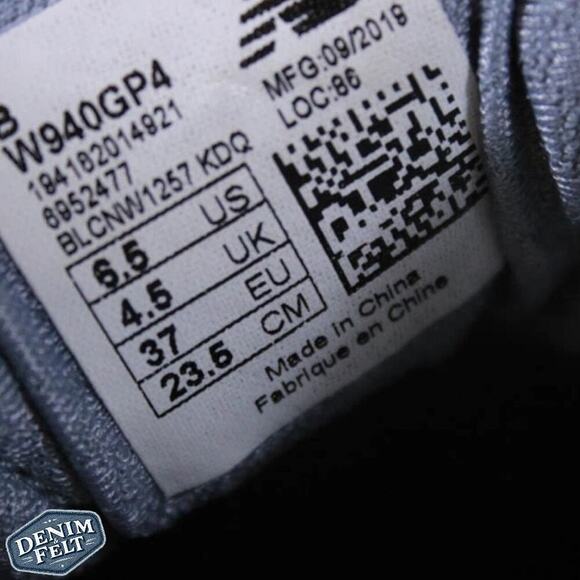 B
W940GP4
194182014921
6952477
BLCNW1257 KDQ
6.5 US
4.5 UK
37 EU
23.5 CM
MFG:09/2019
LOC:86
Made in China
Fabrique en Chine
DENIM
& FELT